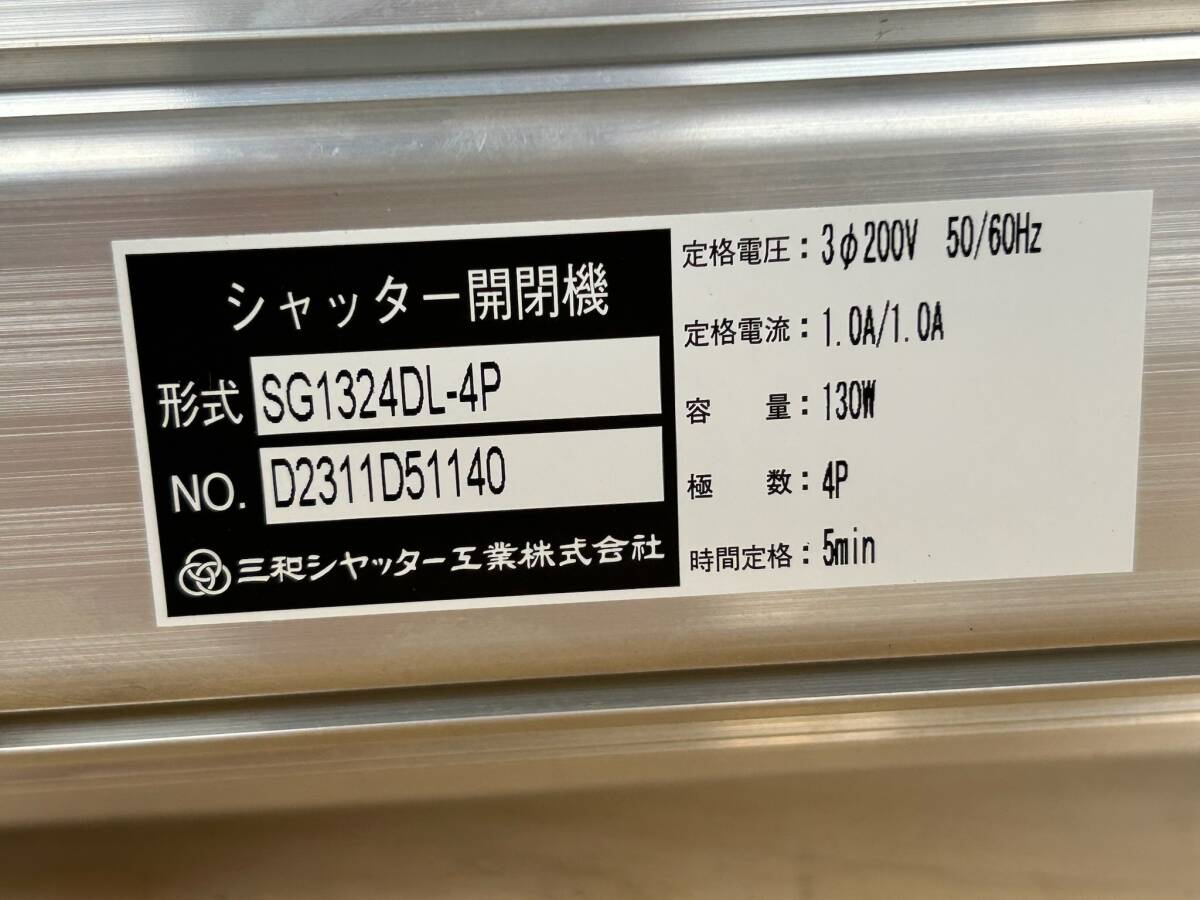 シャッター開閉機
形式 SG1324DL-4P
NO. D2311D51140
三和シヤッター工業株式会社
定格電圧：3φ200V 50/60Hz
定格電流：1.0A/1.0A
容 量：130W
極 数：4P
時間定格：5min